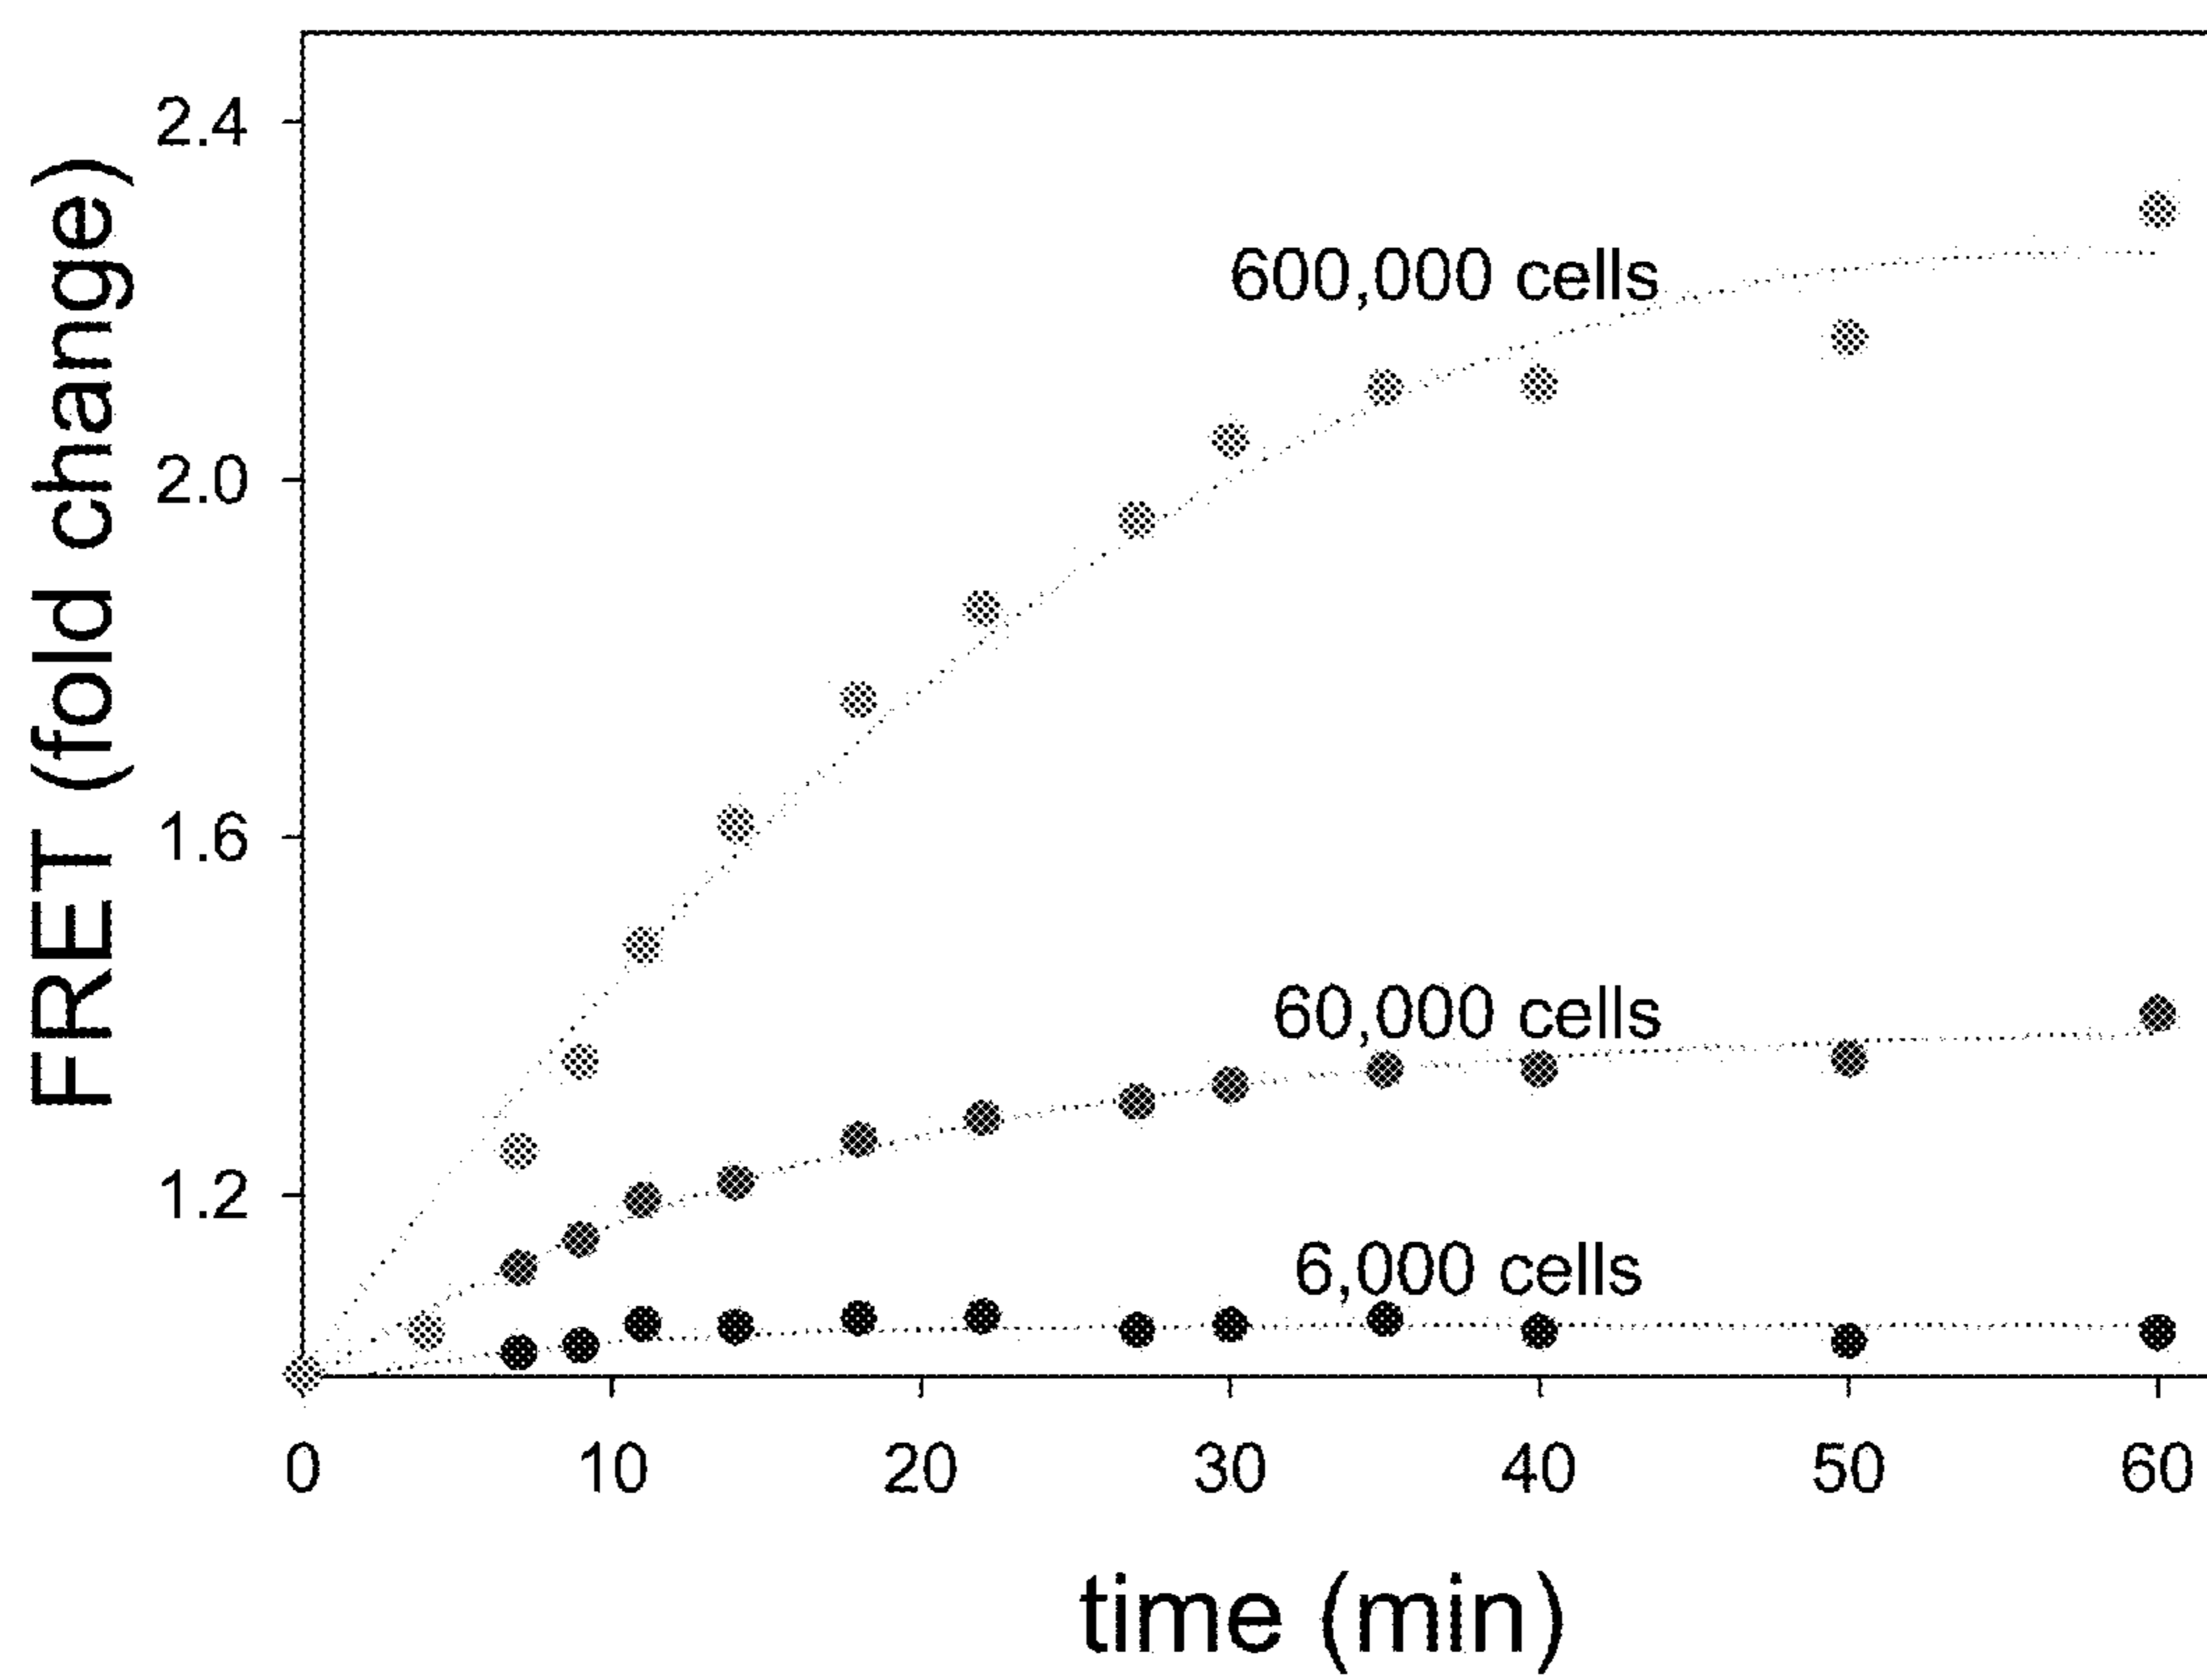 FRET (fold change)
2.4
2.0
1.6
1.2
600,000 cells
60,000 cells
6,000 cells
0 10 20 30 40 50 60
time (min)